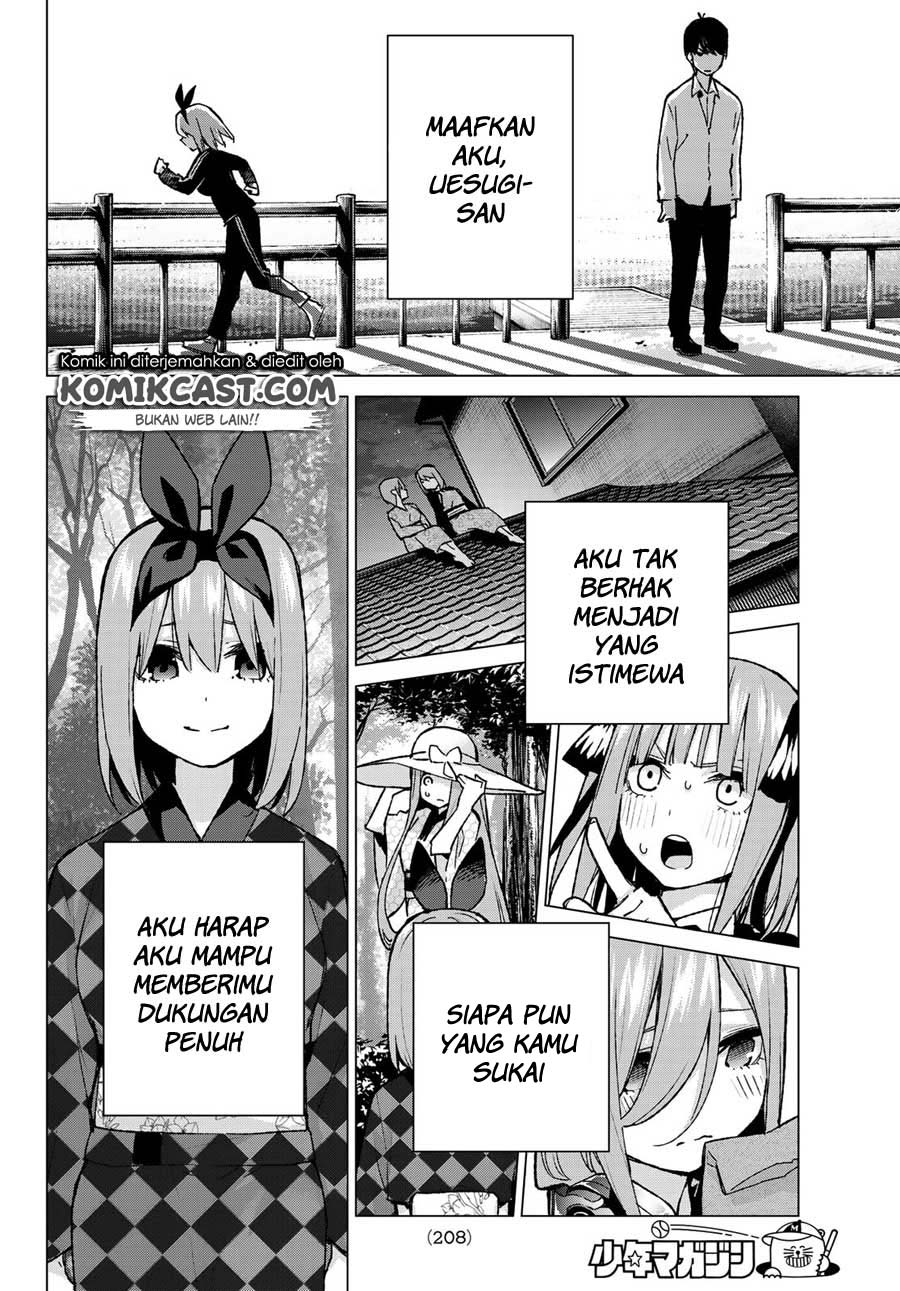 MAAFKAN
AKU,
UESUGI-
SAN
Komik ini diterjemahkan & diedit oleh
KOMIKCAST.COM
BUKAN WEB LAIN!!
AKU TAK
BERHAK
MENJADI
YANG
ISTIMEWA
SIAPA PUN
YANG KAMU
SUKAI
AKU HARAP
AKU MAMPU
MEMBERIMU
DUKUNGAN
PENUH
(208)
少年マガジン
M